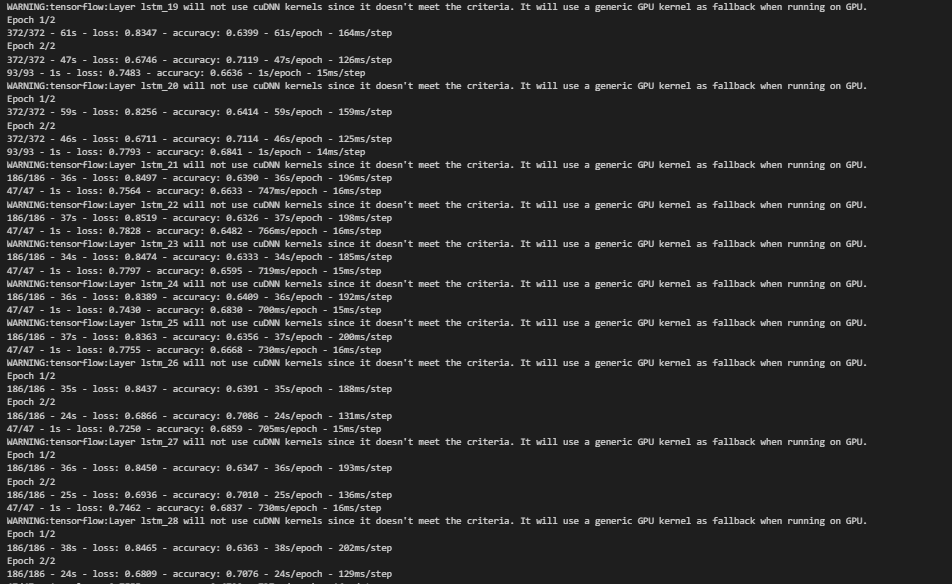 WARNING:tensorflow:Layer lstm_19 will not use cuDNN kernels since it doesn't meet the criteria. It will use a generic GPU kernel as fallback when running on GPU.
Epoch 1/2
372/372 - 61s - loss: 0.8347 - accuracy: 0.6399 - 61s/epoch - 164ms/step
Epoch 2/2
372/372 - 47s - loss: 0.6746 - accuracy: 0.7119 - 47s/epoch - 126ms/step
93/93 - 1s - loss: 0.7483 - accuracy: 0.6636 - 1s/epoch - 15ms/step
WARNING:tensorflow:Layer lstm_20 will not use cuDNN kernels since it doesn't meet the criteria. It will use a generic GPU kernel as fallback when running on GPU.
Epoch 1/2
372/372 - 59s - loss: 0.8256 - accuracy: 0.6414 - 59s/epoch - 159ms/step
Epoch 2/2
372/372 - 46s - loss: 0.6711 - accuracy: 0.7114 - 46s/epoch - 125ms/step
93/93 - 1s - loss: 0.7793 - accuracy: 0.6841 - 1s/epoch - 14ms/step
WARNING:tensorflow:Layer lstm_21 will not use cuDNN kernels since it doesn't meet the criteria. It will use a generic GPU kernel as fallback when running on GPU.
186/186 - 36s - loss: 0.8497 - accuracy: 0.6390 - 36s/epoch - 196ms/step
47/47 - 1s - loss: 0.7564 - accuracy: 0.6633 - 747ms/epoch - 16ms/step
WARNING:tensorflow:Layer lstm_22 will not use cuDNN kernels since it doesn't meet the criteria. It will use a generic GPU kernel as fallback when running on GPU.
186/186 - 37s - loss: 0.8519 - accuracy: 0.6326 - 37s/epoch - 198ms/step
47/47 - 1s - loss: 0.7828 - accuracy: 0.6482 - 766ms/epoch - 16ms/step
WARNING:tensorflow:Layer lstm_23 will not use cuDNN kernels since it doesn't meet the criteria. It will use a generic GPU kernel as fallback when running on GPU.
186/186 - 34s - loss: 0.8474 - accuracy: 0.6333 - 34s/epoch - 185ms/step
47/47 - 1s - loss: 0.7797 - accuracy: 0.6595 - 719ms/epoch - 15ms/step
WARNING:tensorflow:Layer lstm_24 will not use cuDNN kernels since it doesn't meet the criteria. It will use a generic GPU kernel as fallback when running on GPU.
186/186 - 36s - loss: 0.8389 - accuracy: 0.6409 - 36s/epoch - 192ms/step
47/47 - 1s - loss: 0.7430 - accuracy: 0.6830 - 700ms/epoch - 15ms/step
WARNING:tensorflow:Layer lstm_25 will not use cuDNN kernels since it doesn't meet the criteria. It will use a generic GPU kernel as fallback when running on GPU.
186/186 - 37s - loss: 0.8363 - accuracy: 0.6356 - 37s/epoch - 200ms/step
47/47 - 1s - loss: 0.7755 - accuracy: 0.6668 - 730ms/epoch - 16ms/step
WARNING:tensorflow:Layer lstm_26 will not use cuDNN kernels since it doesn't meet the criteria. It will use a generic GPU kernel as fallback when running on GPU.
Epoch 1/2
186/186 - 35s - loss: 0.8437 - accuracy: 0.6391 - 35s/epoch - 188ms/step
Epoch 2/2
186/186 - 24s - loss: 0.6866 - accuracy: 0.7086 - 24s/epoch - 131ms/step
47/47 - 1s - loss: 0.7250 - accuracy: 0.6859 - 705ms/epoch - 15ms/step
WARNING:tensorflow:Layer lstm_27 will not use cuDNN kernels since it doesn't meet the criteria. It will use a generic GPU kernel as fallback when running on GPU.
Epoch 1/2
186/186 - 36s - loss: 0.8450 - accuracy: 0.6347 - 36s/epoch - 193ms/step
Epoch 2/2
186/186 - 25s - loss: 0.6936 - accuracy: 0.7010 - 25s/epoch - 136ms/step
47/47 - 1s - loss: 0.7462 - accuracy: 0.6837 - 730ms/epoch - 16ms/step
WARNING:tensorflow:Layer lstm_28 will not use cuDNN kernels since it doesn't meet the criteria. It will use a generic GPU kernel as fallback when running on GPU.
Epoch 1/2
186/186 - 38s - loss: 0.8465 - accuracy: 0.6363 - 38s/epoch - 202ms/step
Epoch 2/2
186/186 - 24s - loss: 0.6809 - accuracy: 0.7076 - 24s/epoch - 129ms/step